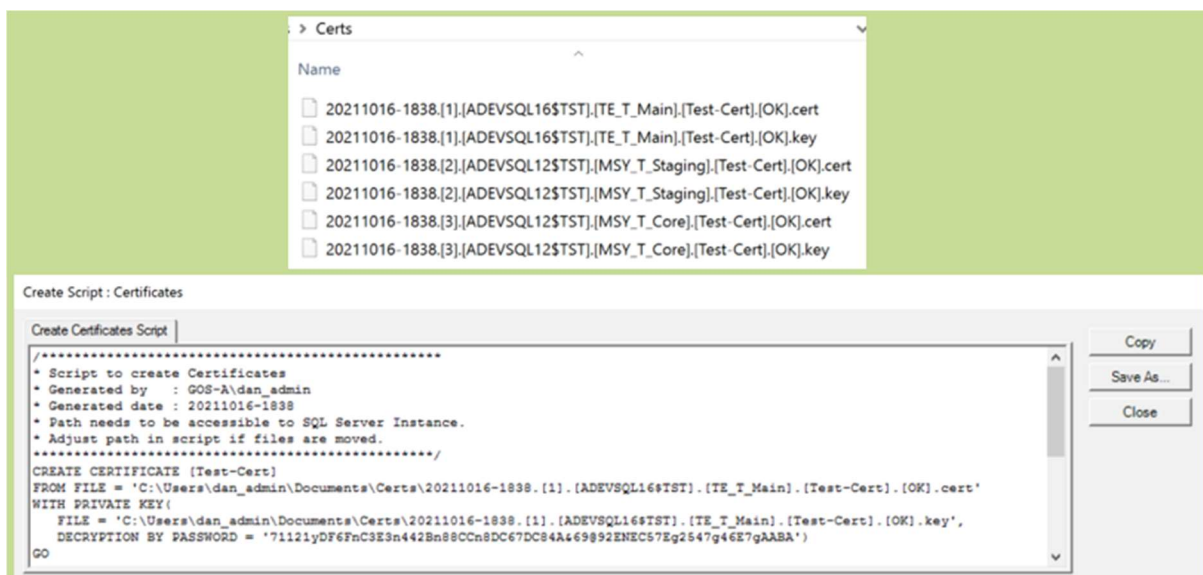 > Certs
Name
20211016-1838.[1].[ADEVSQL16$TST].[TE_T_Main].[Test-Cert].[OK].cert
20211016-1838.[1].[ADEVSQL16$TST].[TE_T_Main].[Test-Cert].[OK].key
20211016-1838.[2].[ADEVSQL12$TST].[MSY_T_Staging].[Test-Cert].[OK].cert
20211016-1838.[2].[ADEVSQL12$TST].[MSY_T_Staging].[Test-Cert].[OK].key
20211016-1838.[3].[ADEVSQL12$TST].[MSY_T_Core].[Test-Cert].[OK].cert
20211016-1838.[3].[ADEVSQL12$TST].[MSY_T_Core].[Test-Cert].[OK].key
Create Script : Certificates
Create Certificates Script
Copy
Save As...
Close
/*************************************************
* Script to create Certificates
* Generated by   : GOS-A\dan_admin
* Generated date : 20211016-1838
* Path needs to be accessible to SQL Server Instance.
* Adjust path in script if files are moved.
*************************************************/
CREATE CERTIFICATE [Test-Cert]
FROM FILE = 'C:\Users\dan_admin\Documents\Certs\20211016-1838.[1].[ADEVSQL16$TST].[TE_T_Main].[Test-Cert].[OK].cert'
WITH PRIVATE KEY(
FILE = 'C:\Users\dan_admin\Documents\Certs\20211016-1838.[1].[ADEVSQL16$TST].[TE_T_Main].[Test-Cert].[OK].key',
DECRYPTION BY PASSWORD = '71121yDF6FnC3E3n442Bn88CCn8DC67DC84A&69@92ENEC57Eg2547g46E7gAABA')
GO